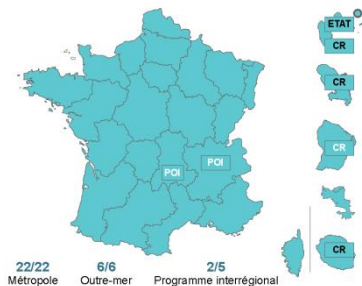 ETAT
CR
CR
CR
POI
POI
CR
22/22 6/6 2/5
Métropole Outre-mer Programme interrégional